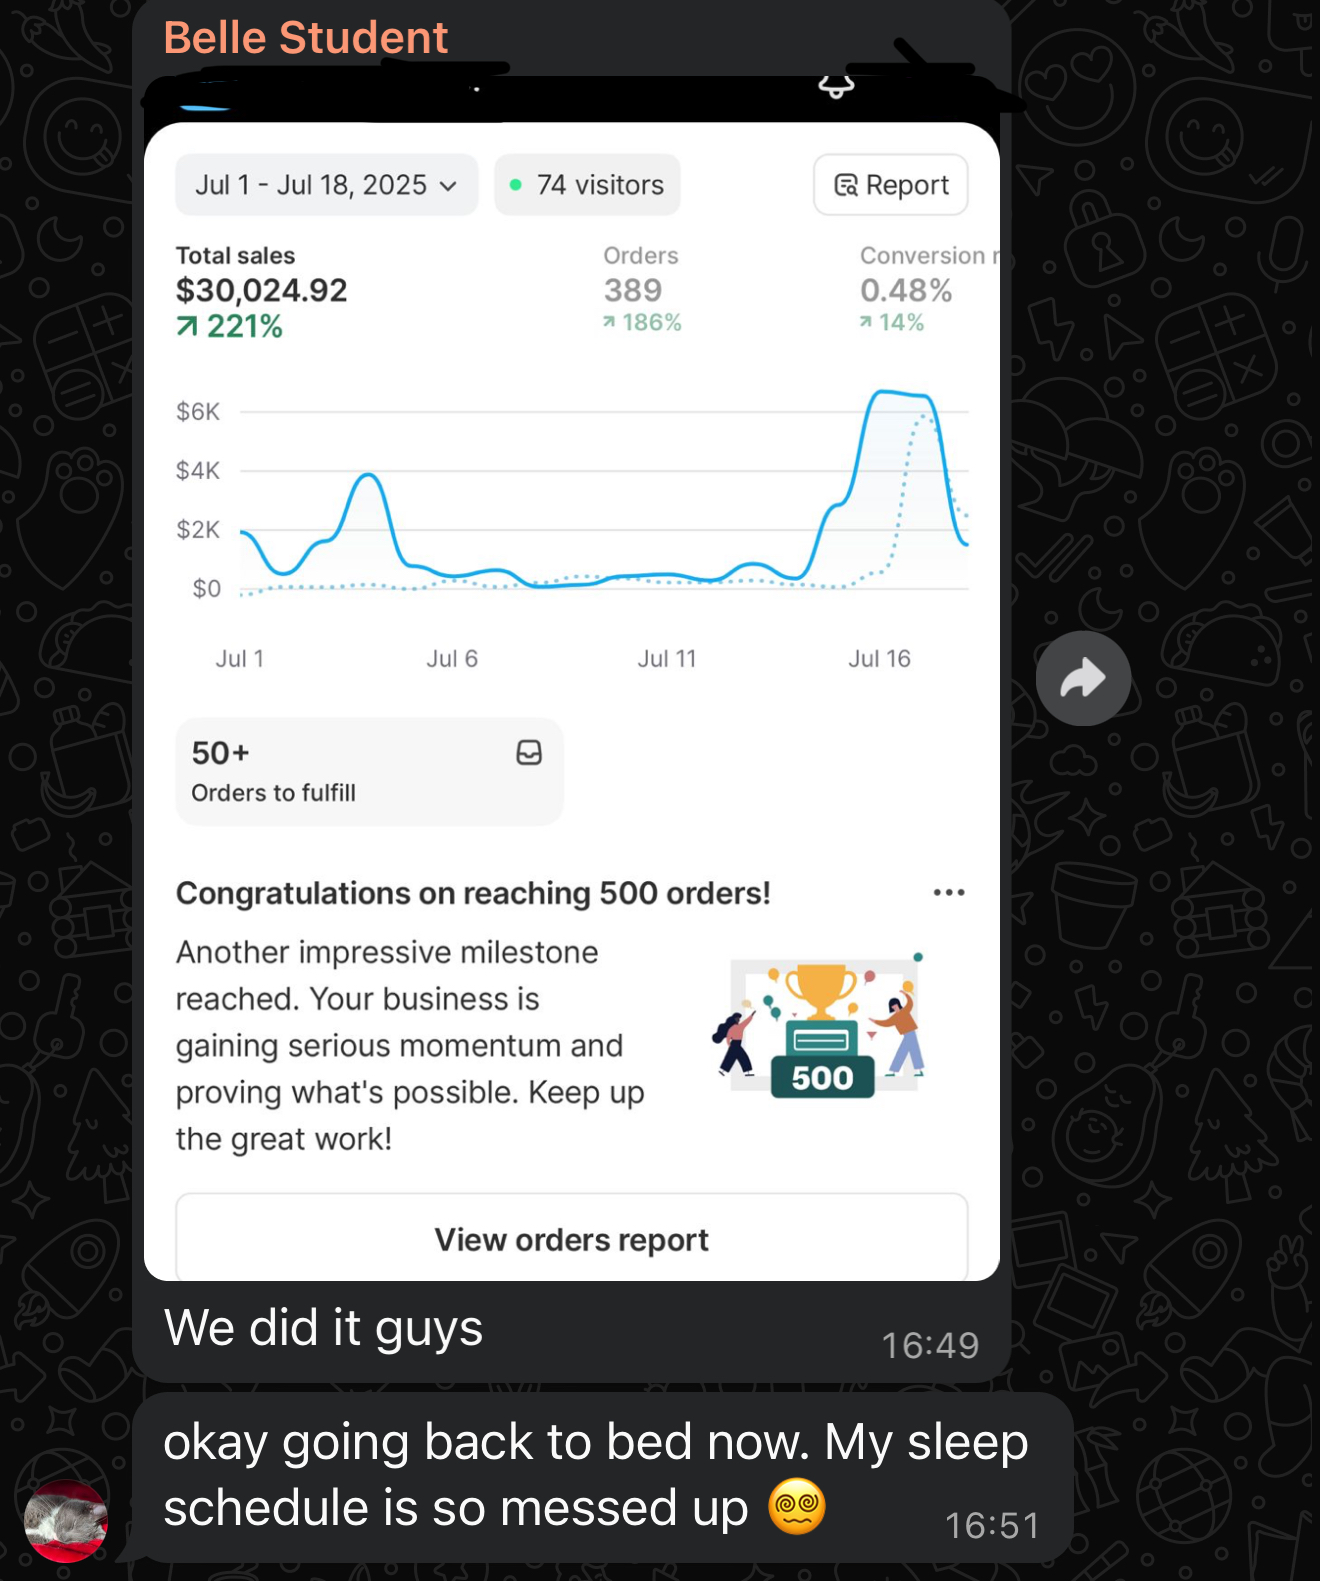 Belle Student
Jul 1 - Jul 18, 2025
74 visitors
Report
Total sales
Orders
Conversion r
$30,024.92
389
0.48%
221%
186%
14%
$6K
$4K
$2K
$0
Jul 1
Jul 6
Jul 11
Jul 16
50+
Orders to fulfill
Congratulations on reaching 500 orders!
Another impressive milestone
reached. Your business is
gaining serious momentum and
proving what's possible. Keep up
the great work!
500
View orders report
We did it guys
16:49
okay going back to bed now. My sleep
schedule is so messed up 😵‍💫
16:51